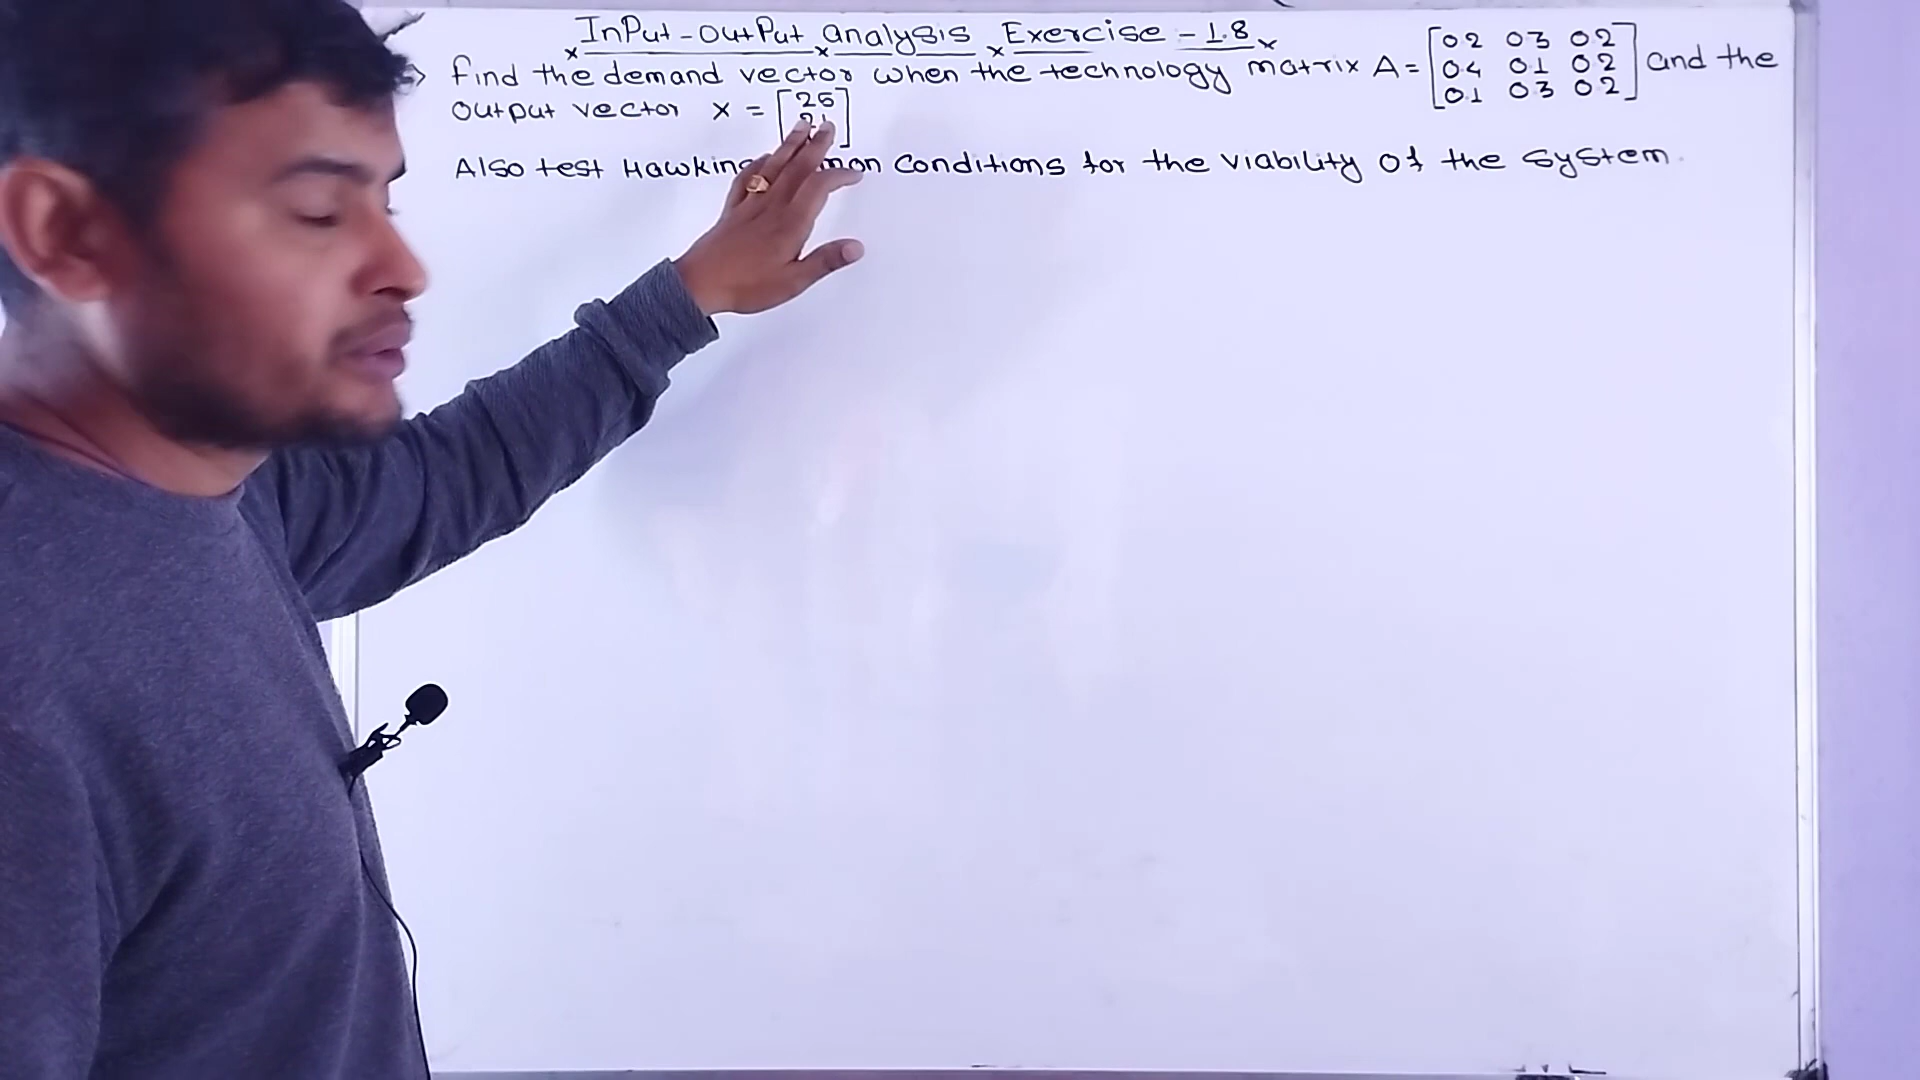 InPut-OutPut analysis Exercise - 1.8
find the demand vector when the technology matrix A = [0.2 0.3 0.2] and the
0.4 0.1 0.2
0.1 0.3 0.2
output vector x = [25]
Also test Hawkin conditions for the viability of the system.